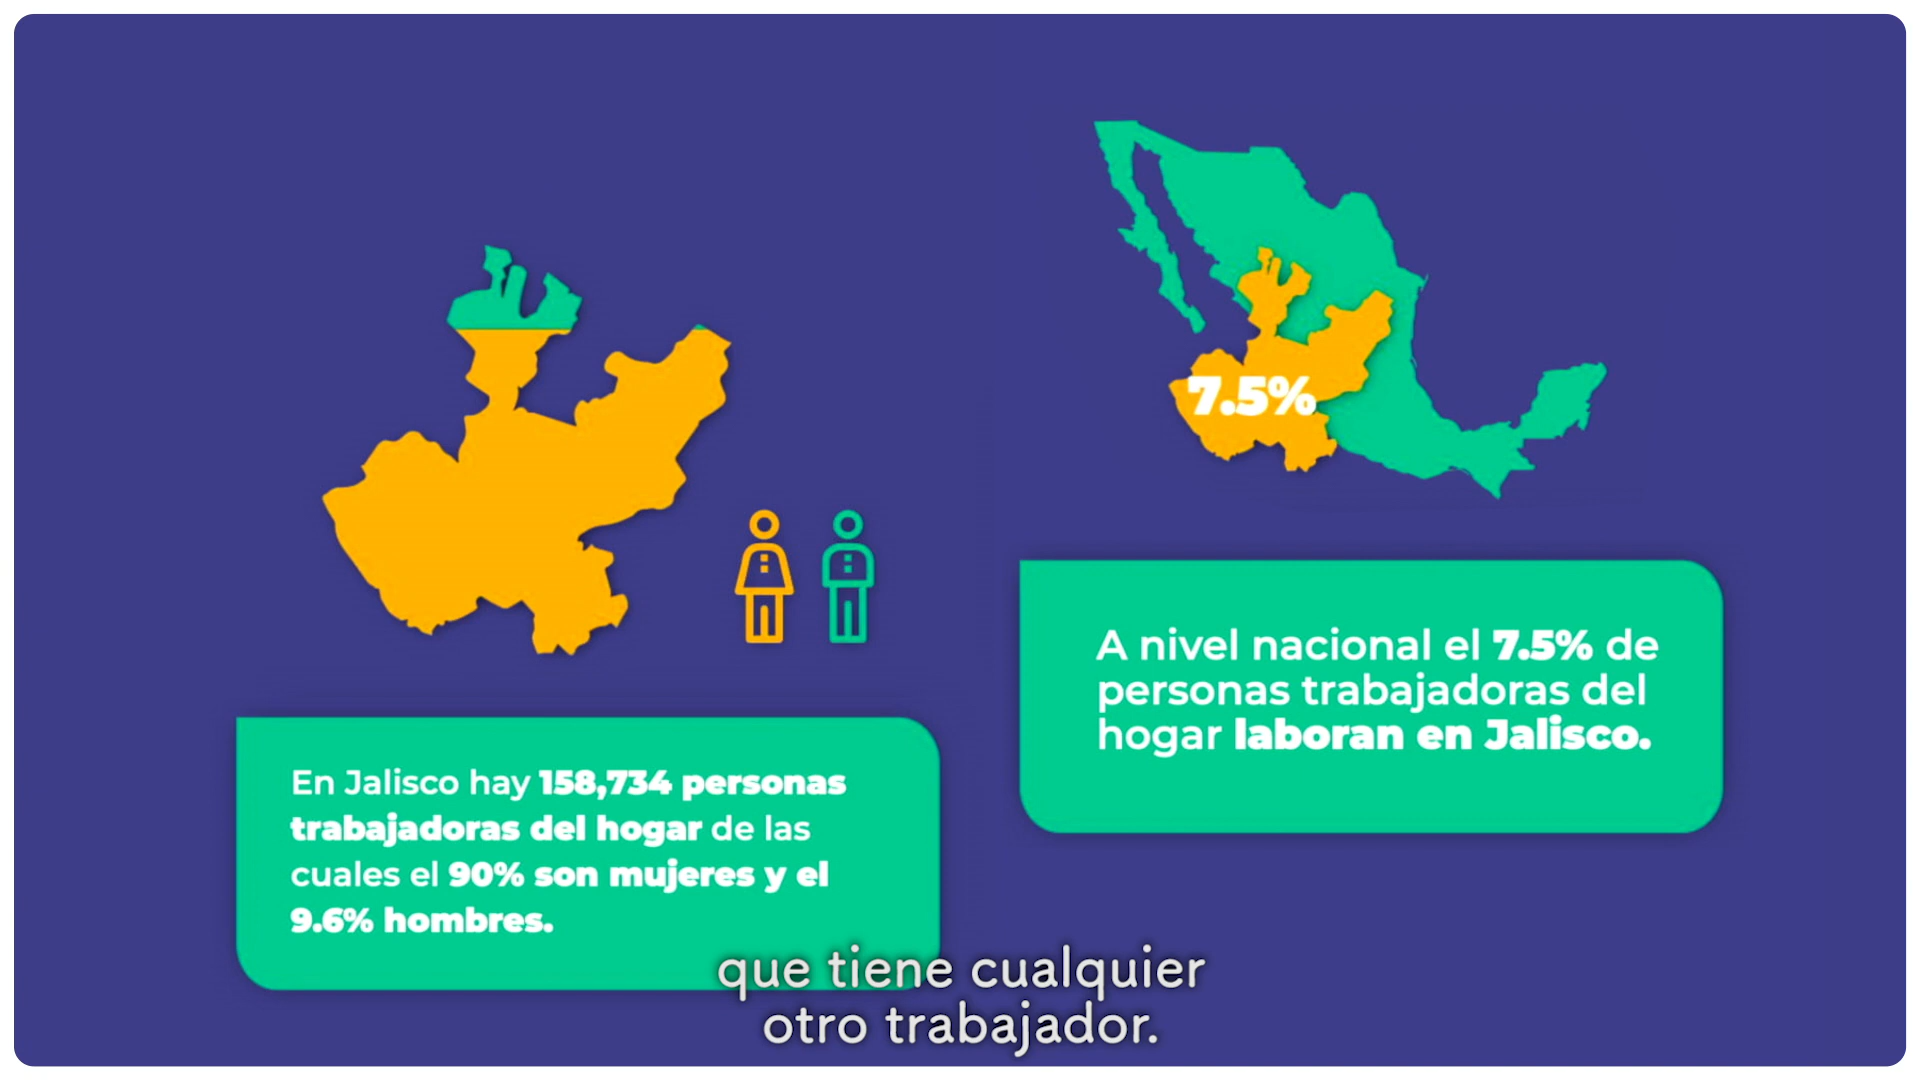 7.5%
A nivel nacional el 7.5% de
personas trabajadoras del
hogar laboran en Jalisco.
En Jalisco hay 158,734 personas
trabajadoras del hogar de las
cuales el 90% son mujeres y el
9.6% hombres.
que tiene cualquier
otro trabajador.